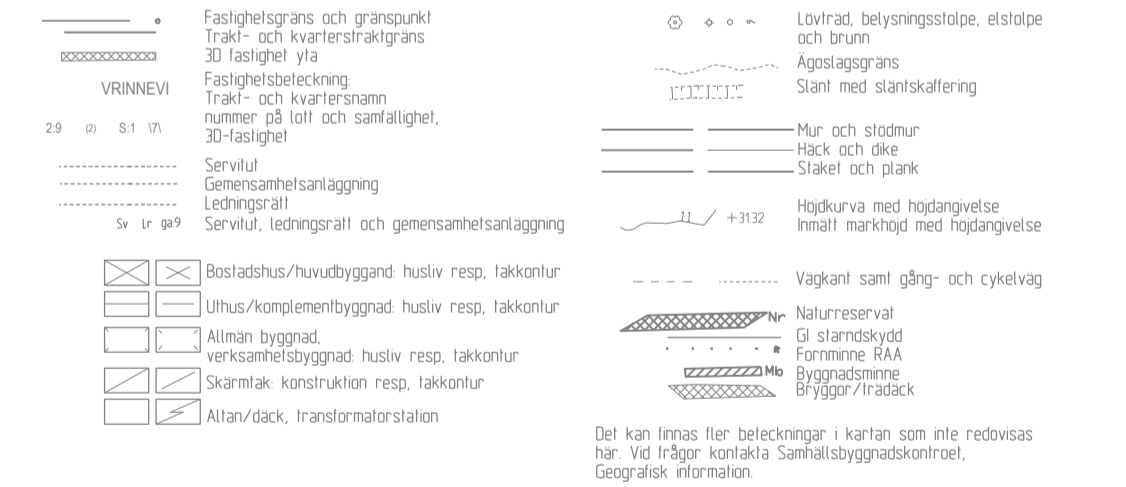 Fastighetsgräns och gränspunkt
Trakt- och kvarterstraktgräns
3D fastighet yta
VRINNEVI
Fastighetsbeteckning:
Trakt- och kvartersnamn
nummer på lott och samfällighet,
2:9 (2) S:1 \7\
3D-fastighet
Servitut
Gemensamhetsanläggning
Ledningsrätt
Sv Lr ga:9 Servitut, ledningsrätt och gemensamhetsanläggning
Bostadshus/huvudbyggand: husliv resp, takkontur
Uthus/komplementbyggnad: husliv resp, takkontur
Allmän byggnad,
verksamhetsbyggnad: husliv resp, takkontur
Skärmtak: konstruktion resp, takkontur
Altan/däck, transformatorstation
Lövträd, belysningsstolpe, elstolpe
och brunn
Ägoslagsgräns
Slänt med släntskaffering
Mur och stödmur
Häck och dike
Staket och plank
Höjdkurva med höjdangivelse
11 +31.32
Inmätt markhöjd med höjdangivelse
Vägkant samt gång- och cykelväg
Nr Naturreservat
Gl starndskydd
R Fornminne RAA
Mb Byggnadsminne
Bryggor/trädäck
Det kan finnas fler beteckningar i kartan som inte redovisas
här. Vid frågor kontakta Samhällsbyggnadskontroet,
Geografisk information.